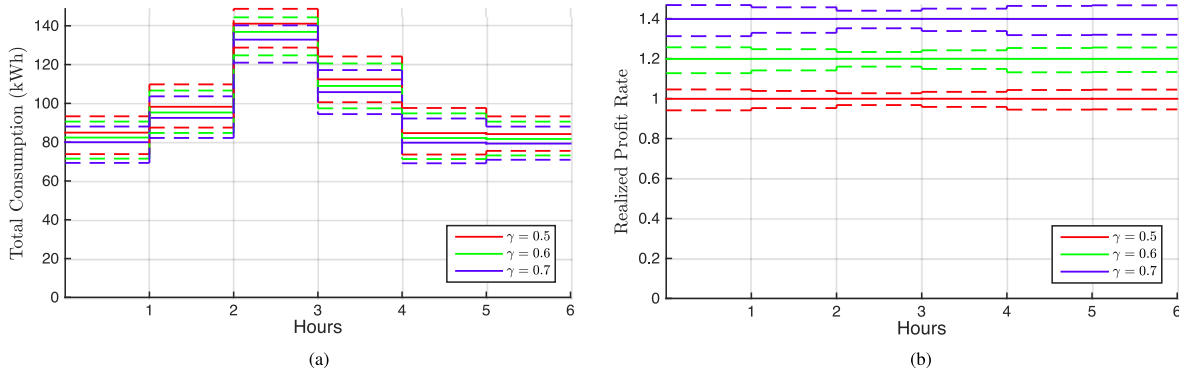 Total Consumption (kWh)
140
120
100
80
60
40
20
0
1
2
3
4
5
6
Hours
γ = 0.5
γ = 0.6
γ = 0.7
(a)
Realized Profit Rate
1.4
1.2
1
0.8
0.6
0.4
0.2
0
1
2
3
4
5
6
Hours
γ = 0.5
γ = 0.6
γ = 0.7
(b)